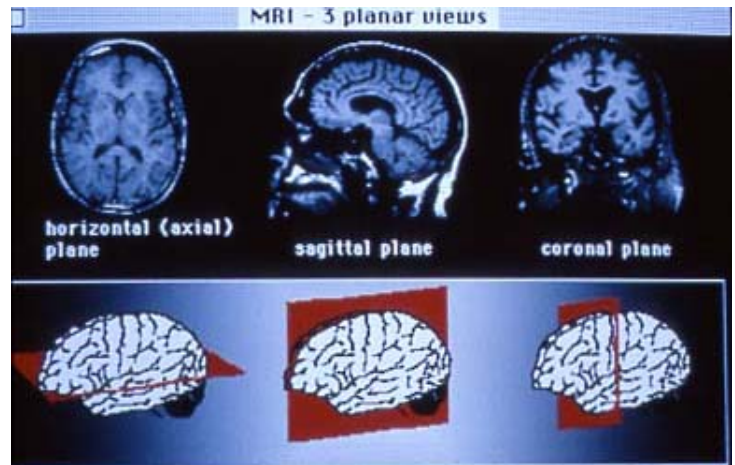 MRI - 3 planar views
horizontal (axial)
plane
sagittal plane
coronal plane